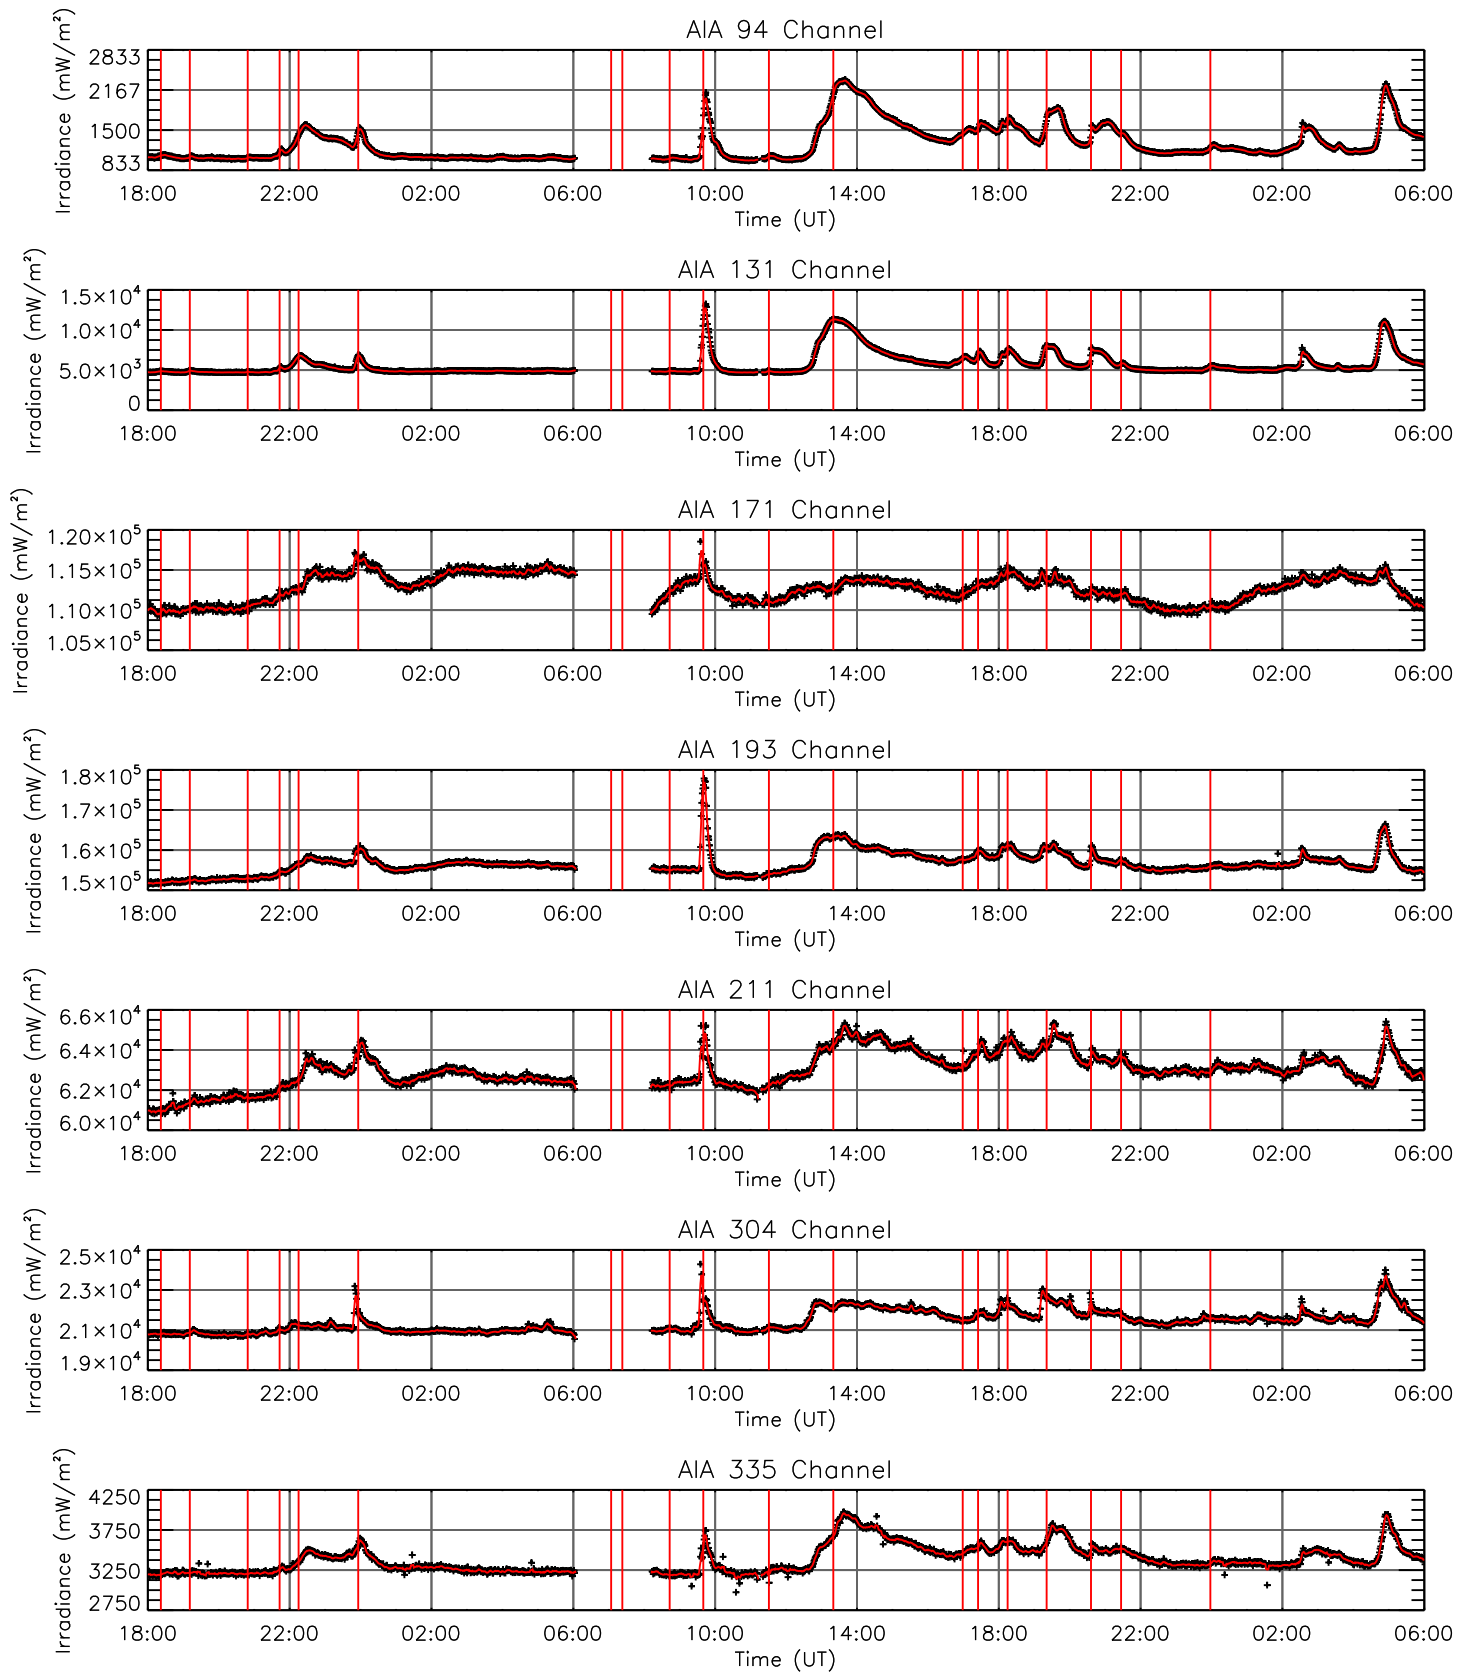 AIA 94 Channel
Irradiance (mW/m²)
2833
2167
1500
833
18:00 22:00 02:00 06:00 10:00 14:00 18:00 22:00 02:00 06:00
Time (UT)
AIA 131 Channel
Irradiance (mW/m²)
1.5×10⁴
1.0×10⁴
5.0×10³
0
18:00 22:00 02:00 06:00 10:00 14:00 18:00 22:00 02:00 06:00
Time (UT)
AIA 171 Channel
Irradiance (mW/m²)
1.20×10⁵
1.15×10⁵
1.10×10⁵
1.05×10⁵
18:00 22:00 02:00 06:00 10:00 14:00 18:00 22:00 02:00 06:00
Time (UT)
AIA 193 Channel
Irradiance (mW/m²)
1.8×10⁵
1.7×10⁵
1.6×10⁵
1.5×10⁵
18:00 22:00 02:00 06:00 10:00 14:00 18:00 22:00 02:00 06:00
Time (UT)
AIA 211 Channel
Irradiance (mW/m²)
6.6×10⁴
6.4×10⁴
6.2×10⁴
6.0×10⁴
18:00 22:00 02:00 06:00 10:00 14:00 18:00 22:00 02:00 06:00
Time (UT)
AIA 304 Channel
Irradiance (mW/m²)
2.5×10⁴
2.3×10⁴
2.1×10⁴
1.9×10⁴
18:00 22:00 02:00 06:00 10:00 14:00 18:00 22:00 02:00 06:00
Time (UT)
AIA 335 Channel
Irradiance (mW/m²)
4250
3750
3250
2750
18:00 22:00 02:00 06:00 10:00 14:00 18:00 22:00 02:00 06:00
Time (UT)